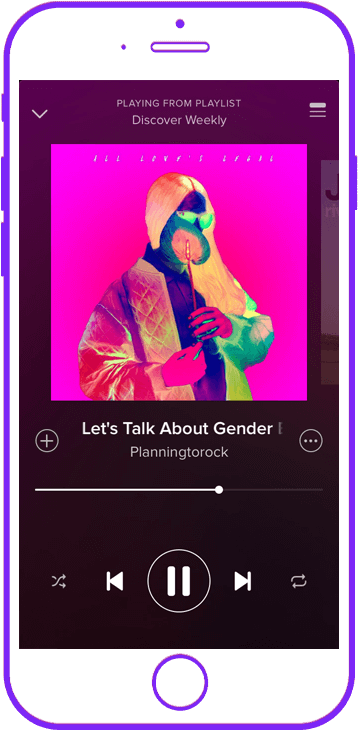 PLAYING FROM PLAYLIST
Discover Weekly
ALL LOVE'S LEGAL
Let's Talk About Gender
Planningtorock